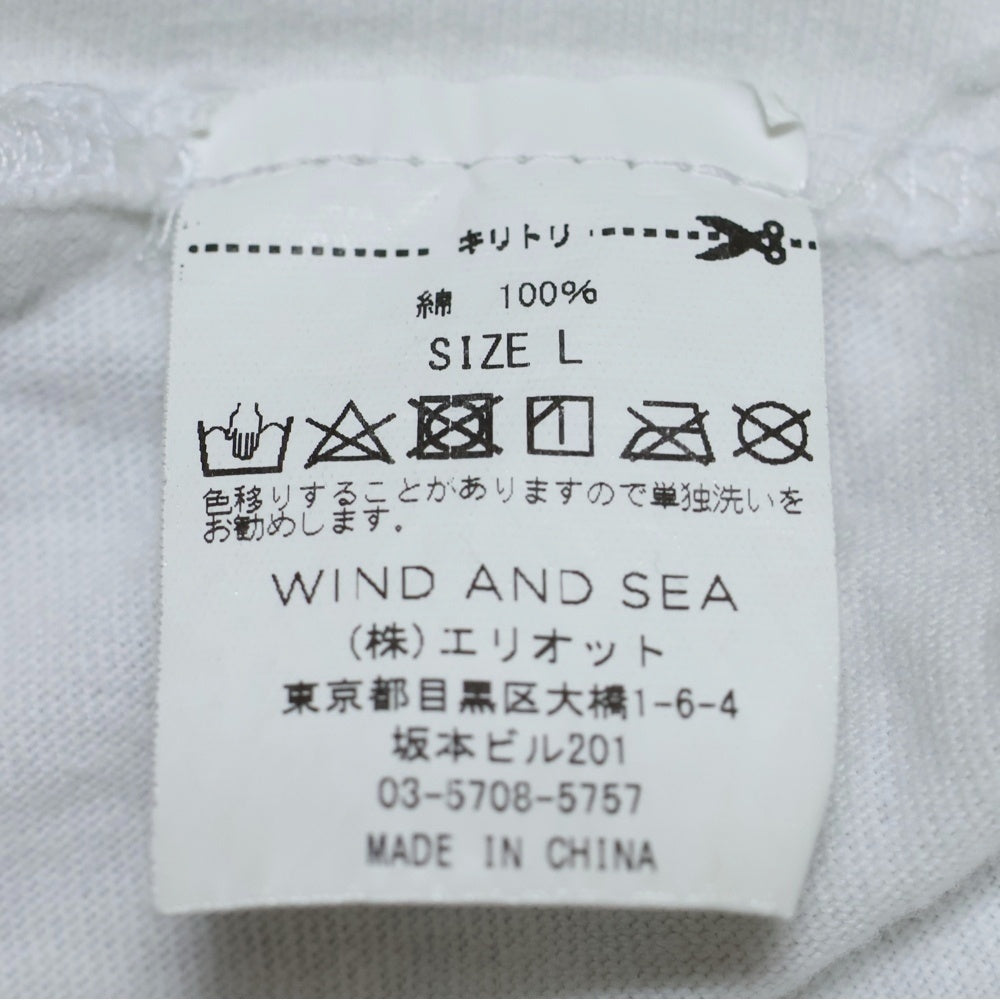 キリトリ
綿 100%
SIZE L
色移りすることがありますので単独洗いを
お勧めします。
WIND AND SEA
(株)エリオット
東京都目黒区大橋1-6-4
坂本ビル201
03-5708-5757
MADE IN CHINA